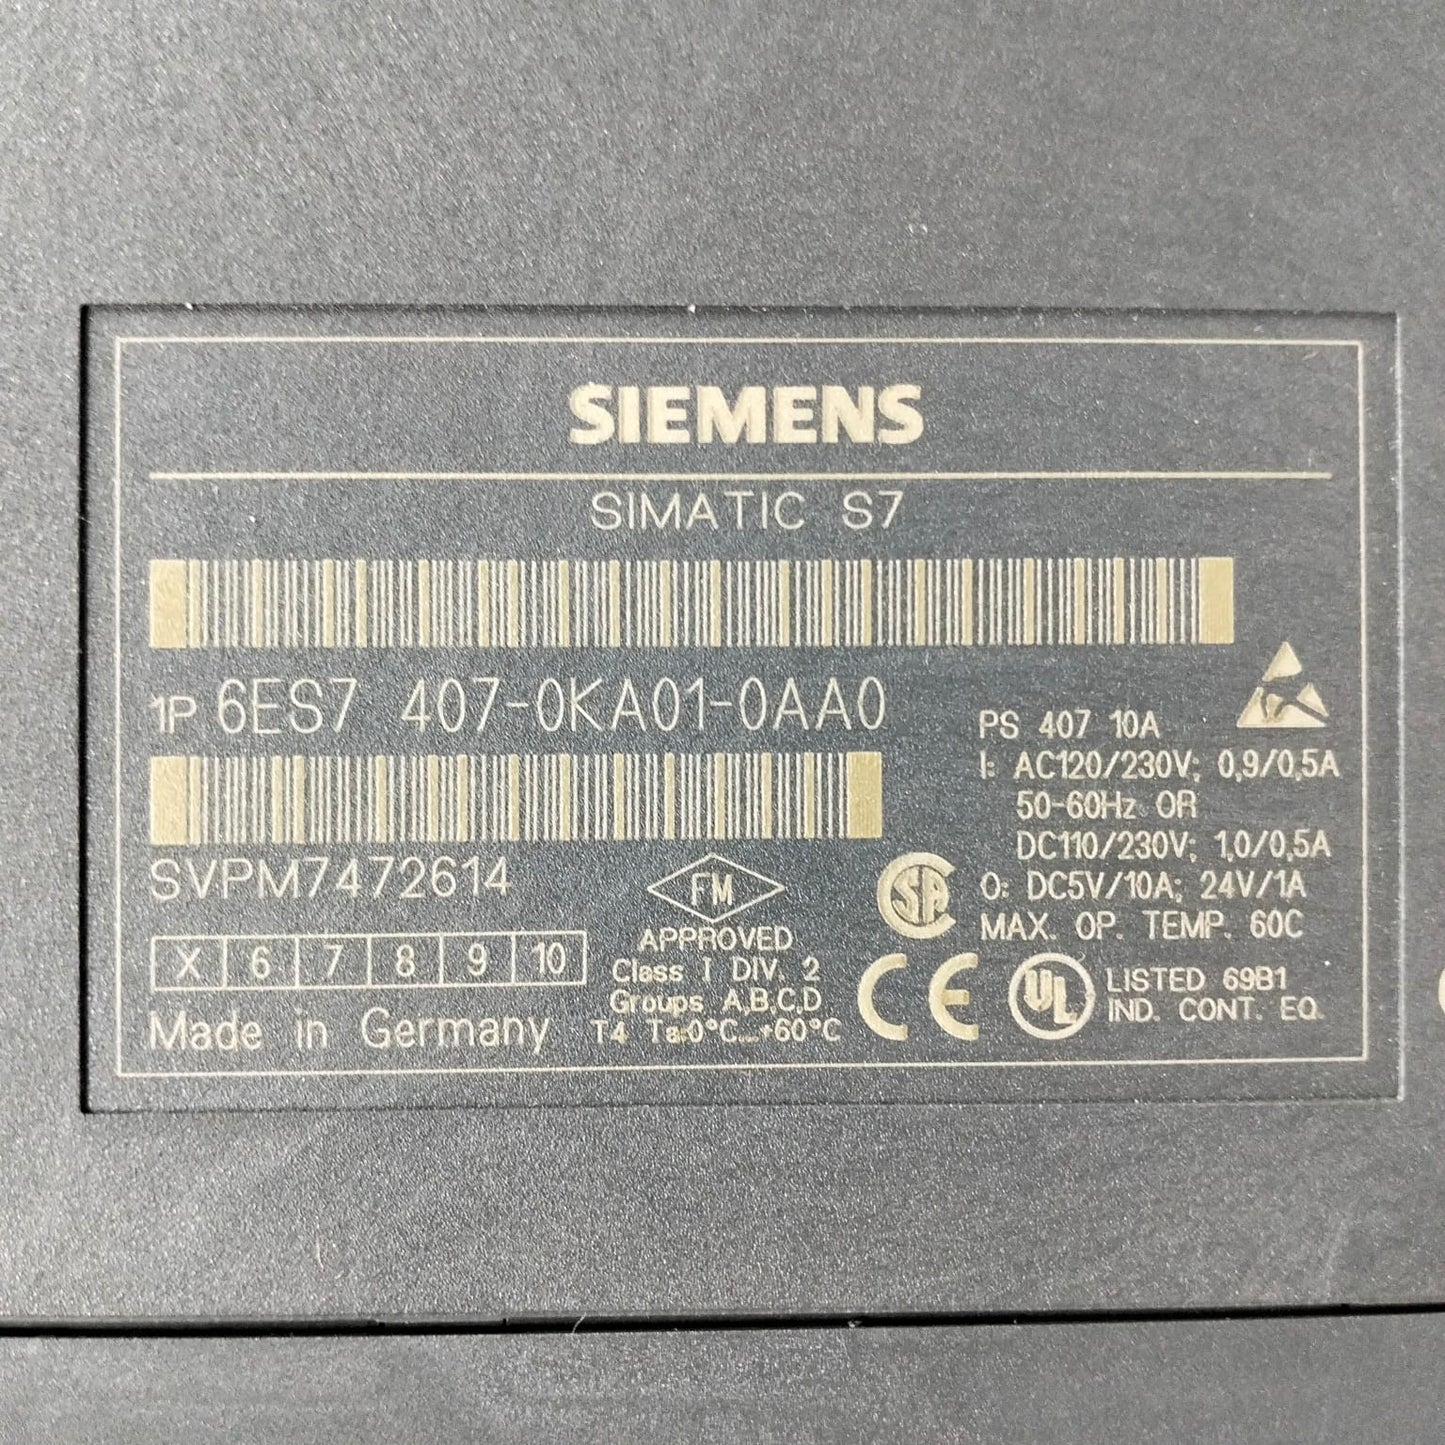 SIEMENS
SIMATIC S7
1P 6ES7 407-0KA01-0AA0
SVPM7472614
X 6 7 8 9 10
Made in Germany
FM
APPROVED
Class I DIV. 2
Groups A,B,C,D
T4 Ta:0°C...+60°C
PS 407 10A
I: AC120/230V; 0,9/0,5A
50-60Hz OR
DC110/230V; 1,0/0,5A
O: DC5V/10A; 24V/1A
MAX. OP. TEMP. 60C
SA
CE
UL
LISTED 69B1
IND. CONT. EQ.